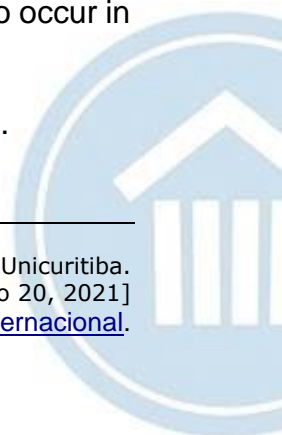 o occur in
.
Unicuritiba.
o 20, 2021]
ernacional.